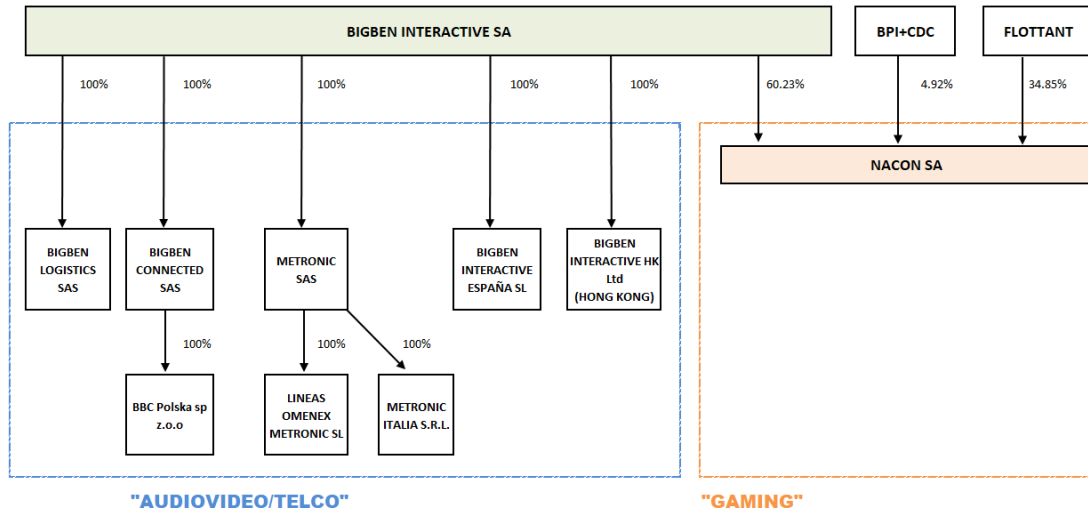 BIGBEN INTERACTIVE SA
BPI+CDC
FLOTTANT
100%
100%
100%
100%
100%
60.23%
4.92%
34.85%
NACON SA
BIGBEN
LOGISTICS
SAS
BIGBEN
CONNECTED
SAS
METRONIC
SAS
BIGBEN
INTERACTIVE
ESPAÑA SL
BIGBEN
INTERACTIVE HK
Ltd
(HONG KONG)
100%
100%
100%
BBC Polska sp
z.o.o
LINEAS
OMENEX
METRONIC SL
METRONIC
ITALIA S.R.L.
"AUDIOVIDEO/TELCO"
"GAMING"